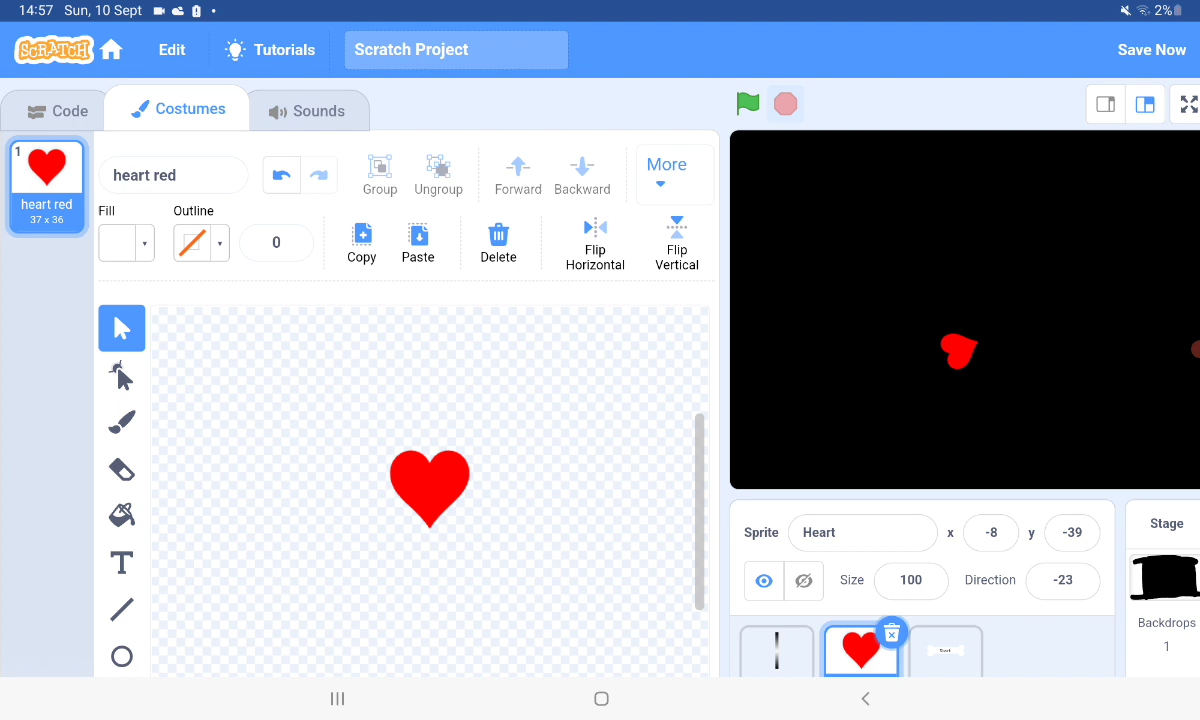 14:57 Sun, 10 Sept 2%
SCRATCH Edit Tutorials Scratch Project Save Now
Code Costumes Sounds
1
heart red
37 x 36
heart red
Group Ungroup Forward Backward More
Fill Outline
0
Copy Paste Delete Flip Horizontal Flip Vertical
T
Sprite Heart x -8 y -39
Size 100 Direction -23
Stage
Backdrops
1